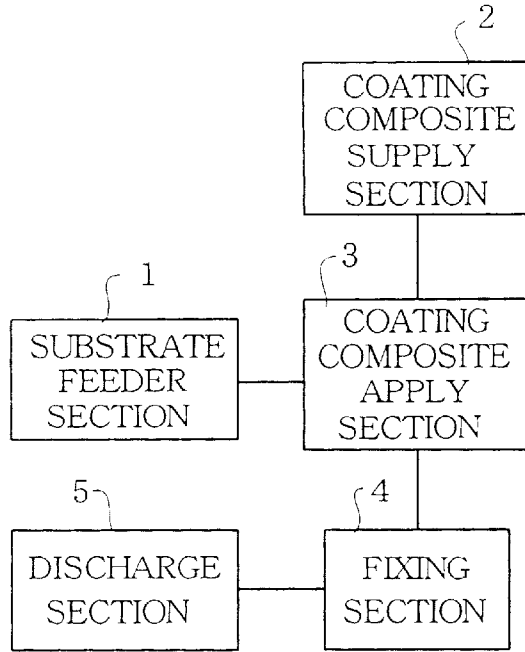 2
COATING
COMPOSITE
SUPPLY
SECTION
3
COATING
COMPOSITE
APPLY
SECTION
1
SUBSTRATE
FEEDER
SECTION
4
FIXING
SECTION
5
DISCHARGE
SECTION